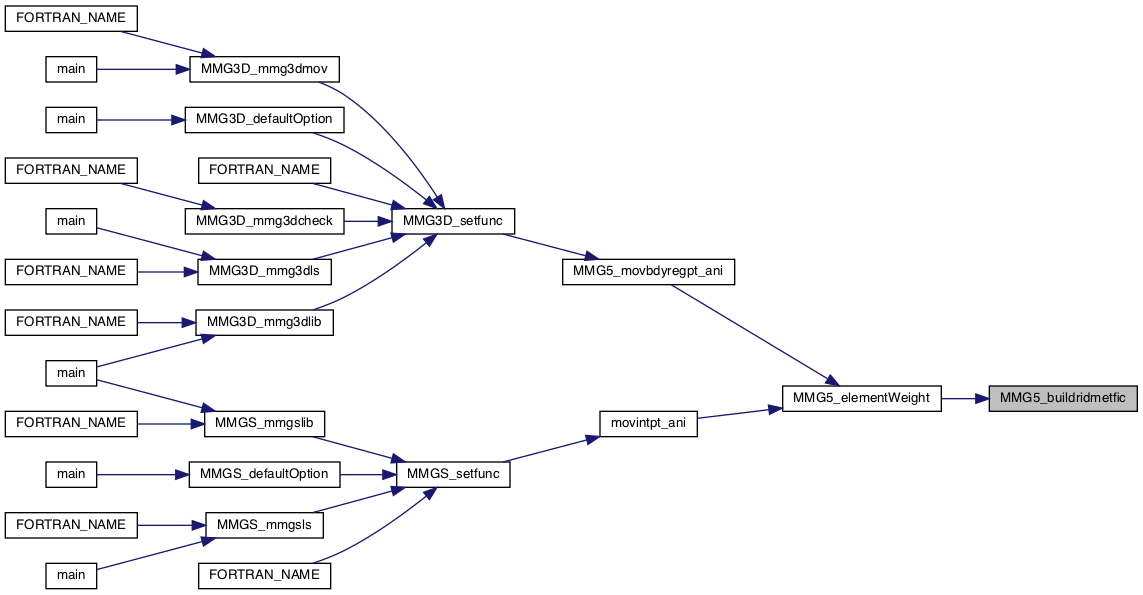 FORTRAN_NAME
main
MMG3D_mmg3dmov
main
MMG3D_defaultOption
FORTRAN_NAME
FORTRAN_NAME
main
MMG3D_mmg3dcheck
MMG3D_setfunc
FORTRAN_NAME
MMG3D_mmg3dls
MMG5_movbdyregpt_ani
FORTRAN_NAME
MMG3D_mmg3dlib
main
MMG5_elementWeight
MMG5_buildridmetfic
FORTRAN_NAME
MMGS_mmgslib
movintpt_ani
main
MMGS_defaultOption
MMGS_setfunc
FORTRAN_NAME
MMGS_mmgsls
main
FORTRAN_NAME